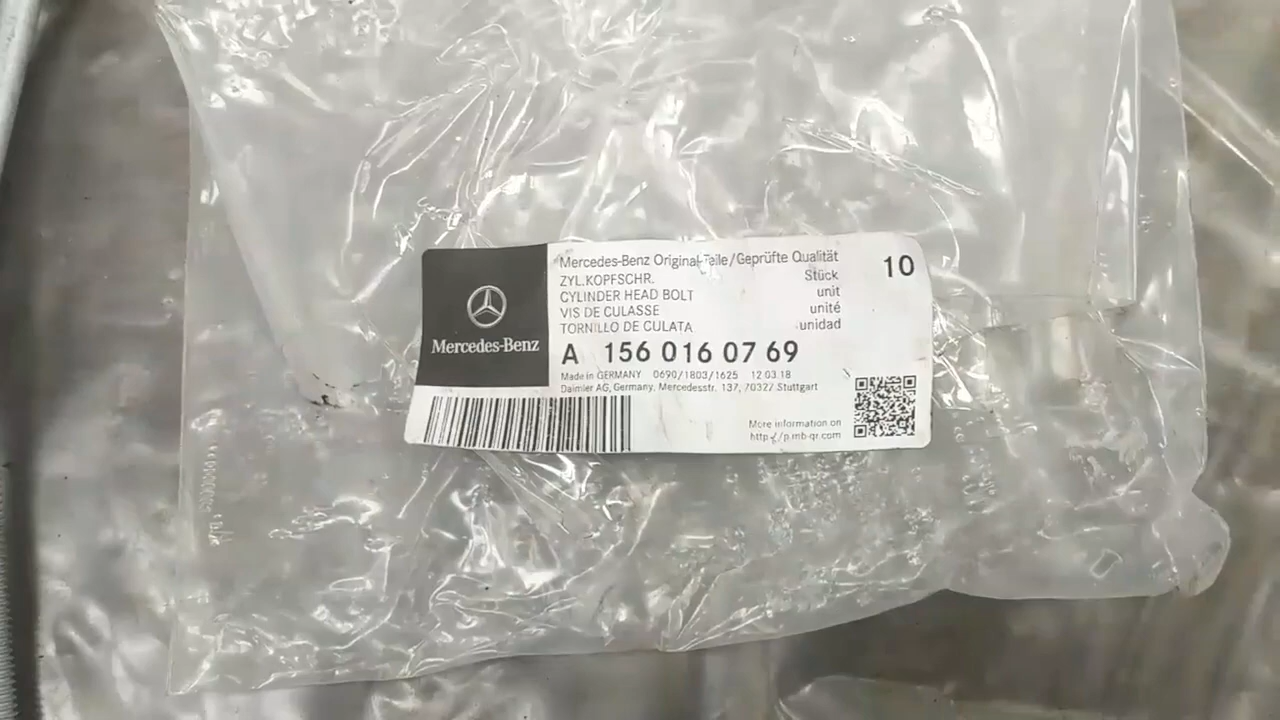 Mercedes-Benz
Mercedes-Benz Original-Teile/Geprüfte Qualität
10
ZYL.KOPFSCHR. Stück
CYLINDER HEAD BOLT unit
VIS DE CULASSE unité
TORNILLO DE CULATA unidad
A 156 016 07 69
Made in GERMANY 0690/1803/1625 12.03.18
Daimler AG, Germany, Mercedesstr. 137, 70327 Stuttgart
More information on
http://p.mb-qr.com